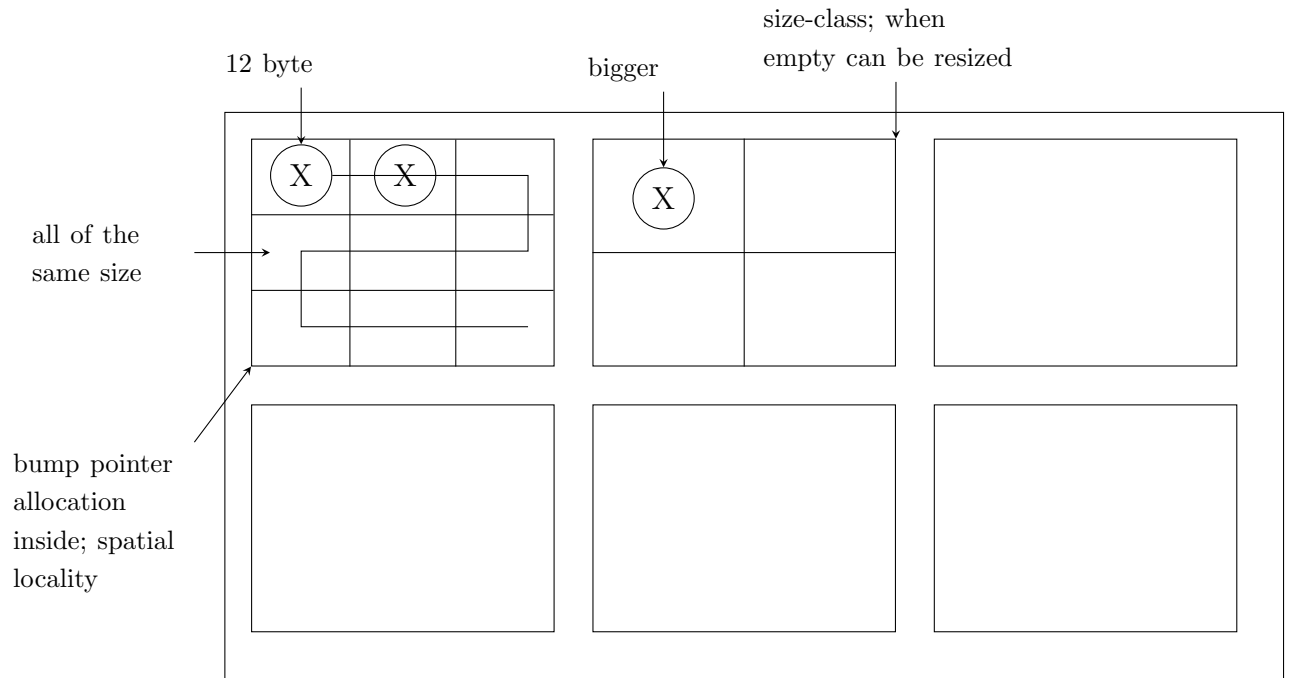 size-class; when
empty can be resized
12 byte
bigger
X
X
X
all of the
same size
bump pointer
allocation
inside; spatial
locality